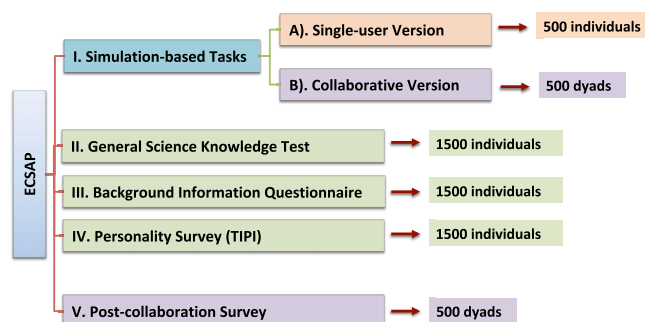 ECSAP
I. Simulation-based Tasks
A). Single-user Version
500 individuals
B). Collaborative Version
500 dyads
II. General Science Knowledge Test
1500 individuals
III. Background Information Questionnaire
1500 individuals
IV. Personality Survey (TIPI)
1500 individuals
V. Post-collaboration Survey
500 dyads